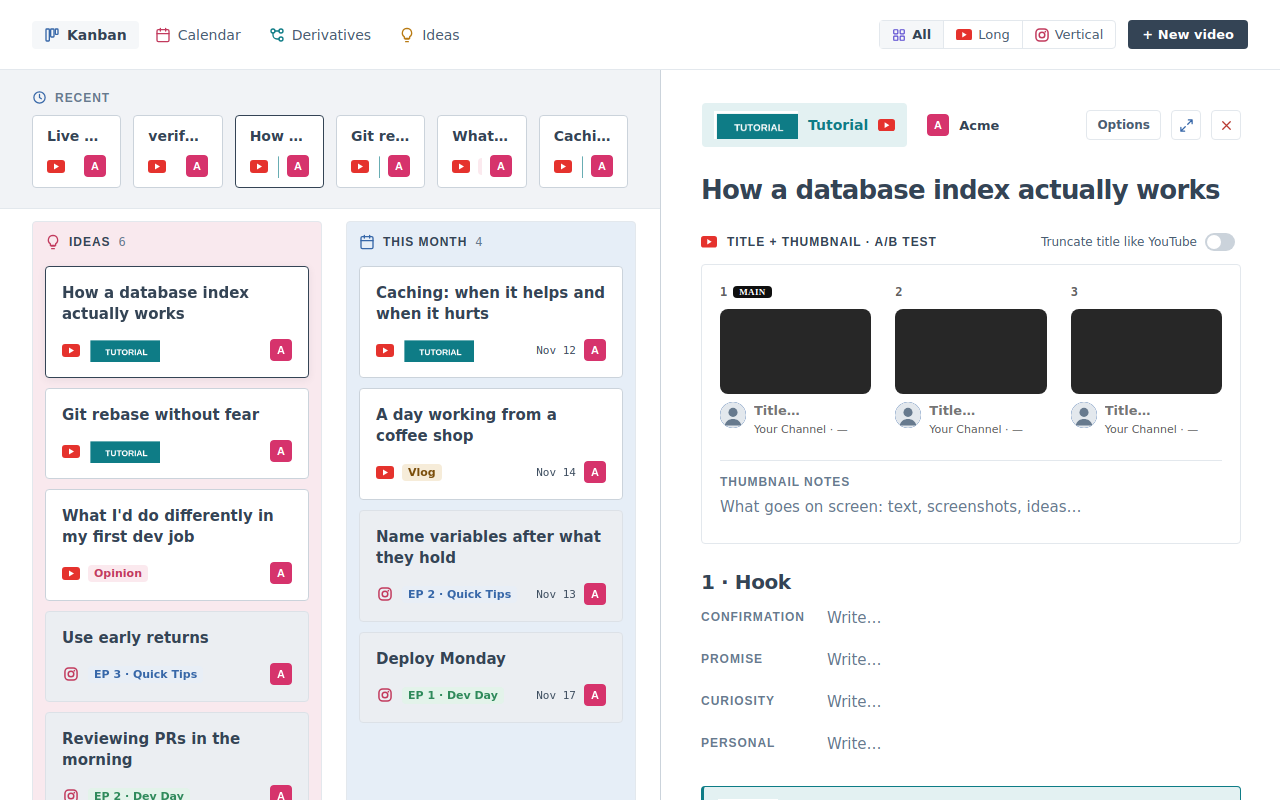 Kanban
Calendar
Derivatives
Ideas
All
Long
Vertical
+ New video
RECENT
Live ...
A
verif...
A
How ...
A
Git re...
A
What...
A
Cachi...
A
IDEAS 6
How a database index
actually works
TUTORIAL
A
Git rebase without fear
TUTORIAL
A
What I'd do differently in
my first dev job
Opinion
A
Use early returns
EP 3 · Quick Tips
A
Reviewing PRs in the
morning
EP 2 · Dev Day
A
THIS MONTH 4
Caching: when it helps and
when it hurts
TUTORIAL
Nov 12
A
A day working from a
coffee shop
Vlog
Nov 14
A
Name variables after what
they hold
EP 2 · Quick Tips
Nov 13
A
Deploy Monday
EP 1 · Dev Day
Nov 17
A
TUTORIAL
Tutorial
A
Acme
Options
How a database index actually works
TITLE + THUMBNAIL · A/B TEST
Truncate title like YouTube
1 MAIN
2
3
Title...
Your Channel · —
Title...
Your Channel · —
Title...
Your Channel · —
THUMBNAIL NOTES
What goes on screen: text, screenshots, ideas...
1 · Hook
CONFIRMATION
Write...
PROMISE
Write...
CURIOSITY
Write...
PERSONAL
Write...